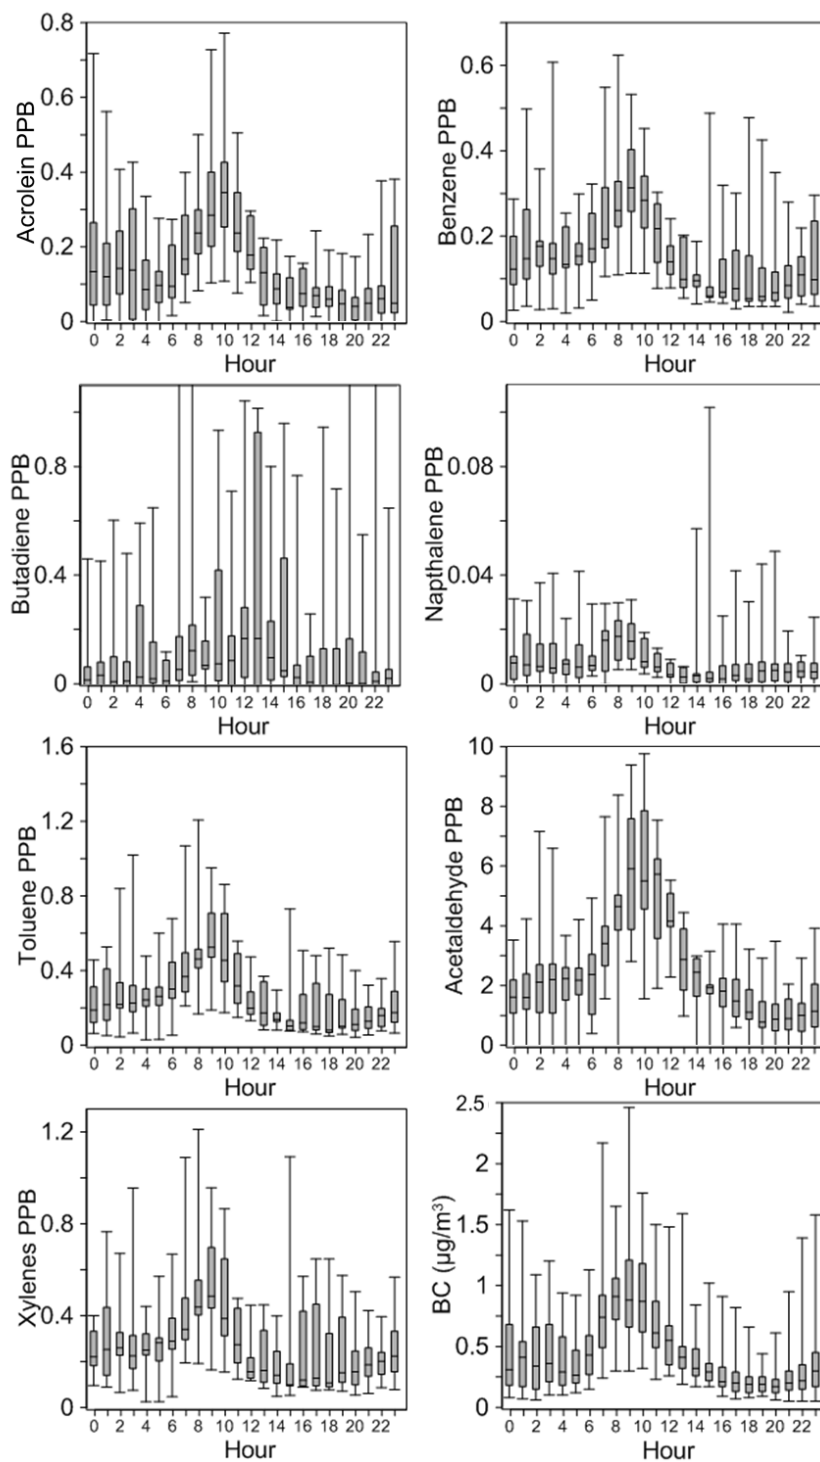 Acrolein PPB
0.8
0.6
0.4
0.2
0
0 2 4 6 8 10 12 14 16 18 20 22
Hour
Benzene PPB
0.6
0.4
0.2
0
0 2 4 6 8 10 12 14 16 18 20 22
Hour
Butadiene PPB
0.8
0.4
0
0 2 4 6 8 10 12 14 16 18 20 22
Hour
Napthalene PPB
0.08
0.04
0
0 2 4 6 8 10 12 14 16 18 20 22
Hour
Toluene PPB
1.6
1.2
0.8
0.4
0
0 2 4 6 8 10 12 14 16 18 20 22
Hour
Acetaldehyde PPB
10
8
6
4
2
0
0 2 4 6 8 10 12 14 16 18 20 22
Hour
Xylenes PPB
1.2
0.8
0.4
0
0 2 4 6 8 10 12 14 16 18 20 22
Hour
BC (μg/m³)
2.5
2
1.5
1
0.5
0
0 2 4 6 8 10 12 14 16 18 20 22
Hour